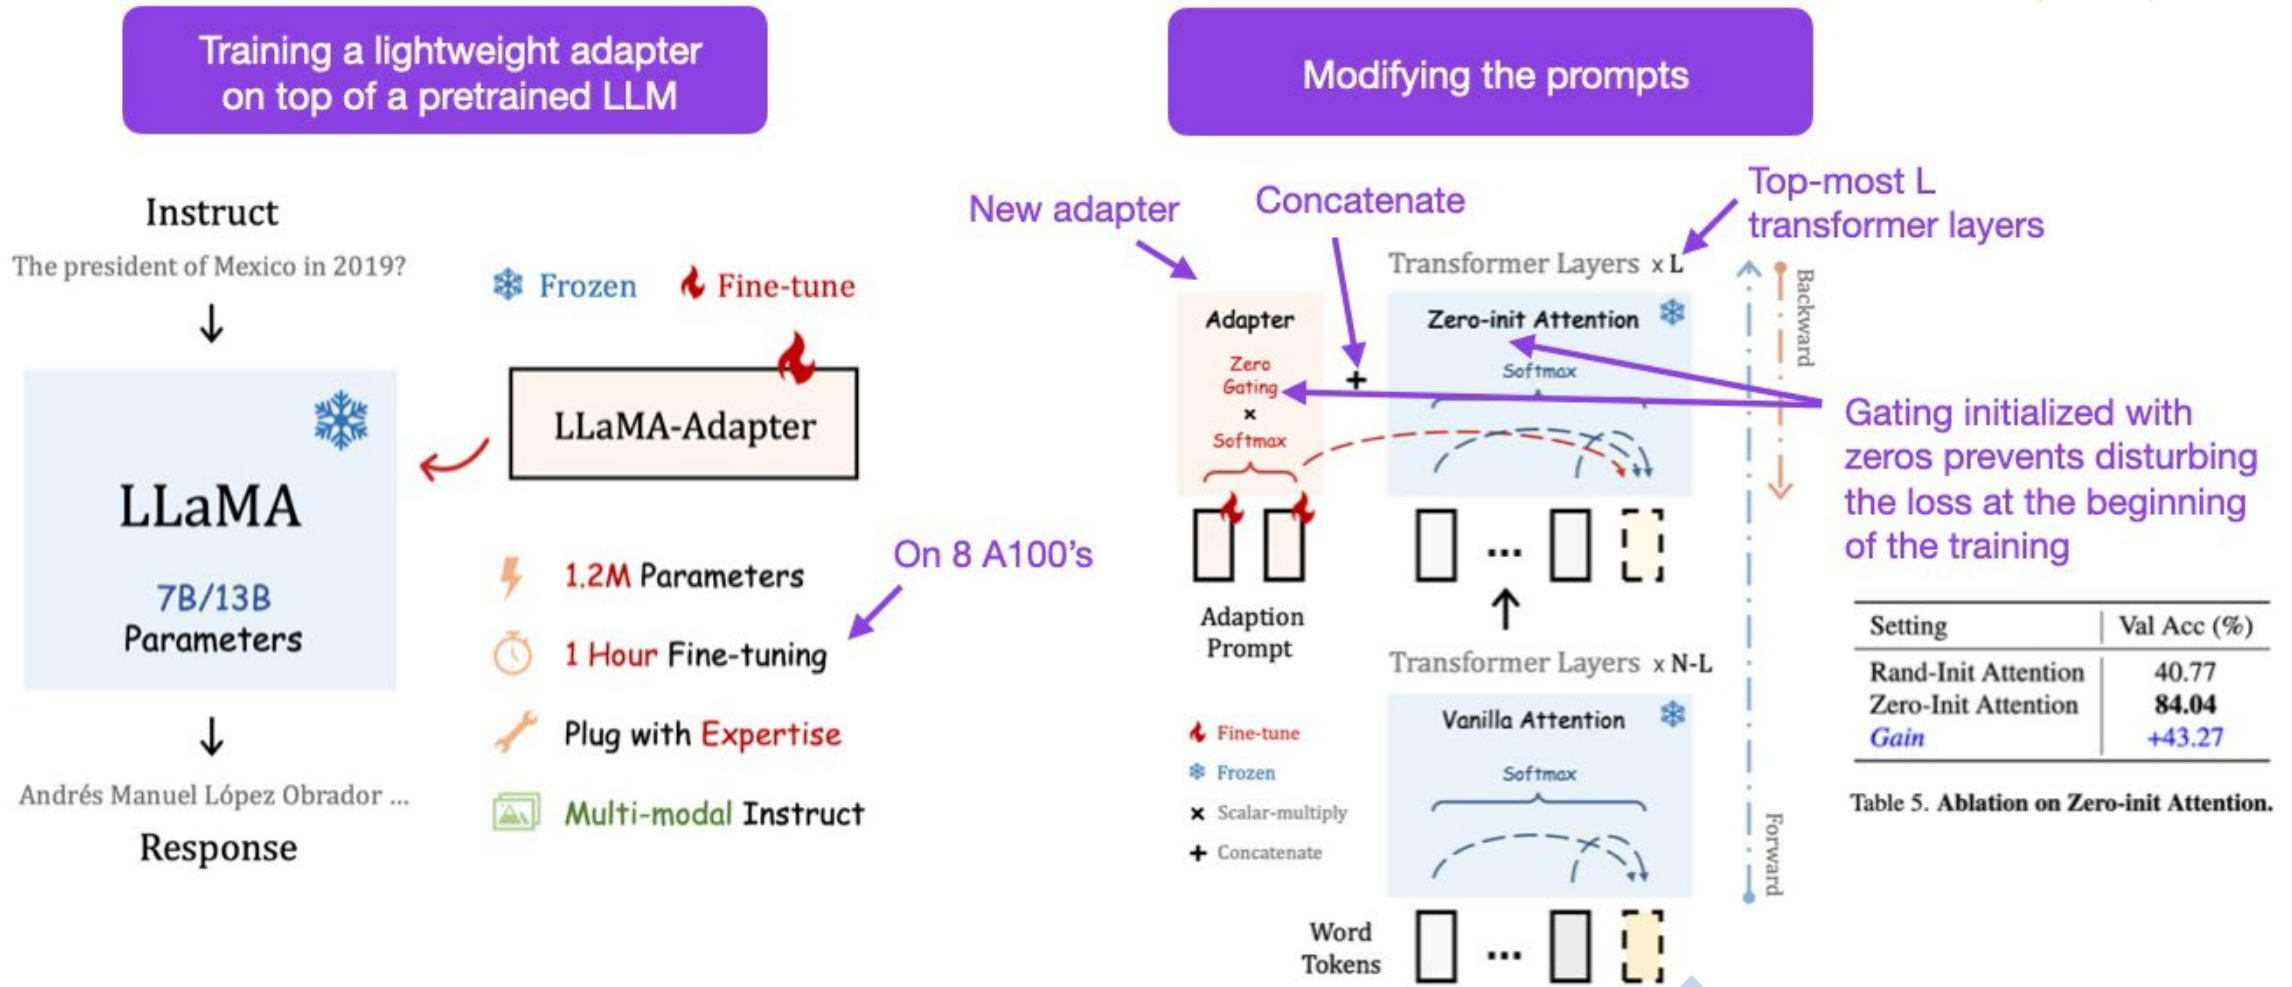 Training a lightweight adapter
on top of a pretrained LLM
Instruct
The president of Mexico in 2019?
Frozen
Fine-tune
LLaMA-Adapter
LLaMA
7B/13B
Parameters
On 8 A100's
1.2M Parameters
1 Hour Fine-tuning
Plug with Expertise
Multi-modal Instruct
Andrés Manuel López Obrador ...
Response
Modifying the prompts
New adapter
Concatenate
Top-most L
transformer layers
Transformer Layers x L
Adapter
Zero
Gating
×
Softmax
+
Zero-init Attention
Softmax
Backward
Gating initialized with
zeros prevents disturbing
the loss at the beginning
of the training
...
Adaption
Prompt
Transformer Layers x N-L
Fine-tune
Frozen
× Scalar-multiply
+ Concatenate
Vanilla Attention
Softmax
Forward
Word
Tokens
...
Setting Val Acc (%)
Rand-Init Attention 40.77
Zero-Init Attention 84.04
Gain +43.27
Table 5. Ablation on Zero-init Attention.